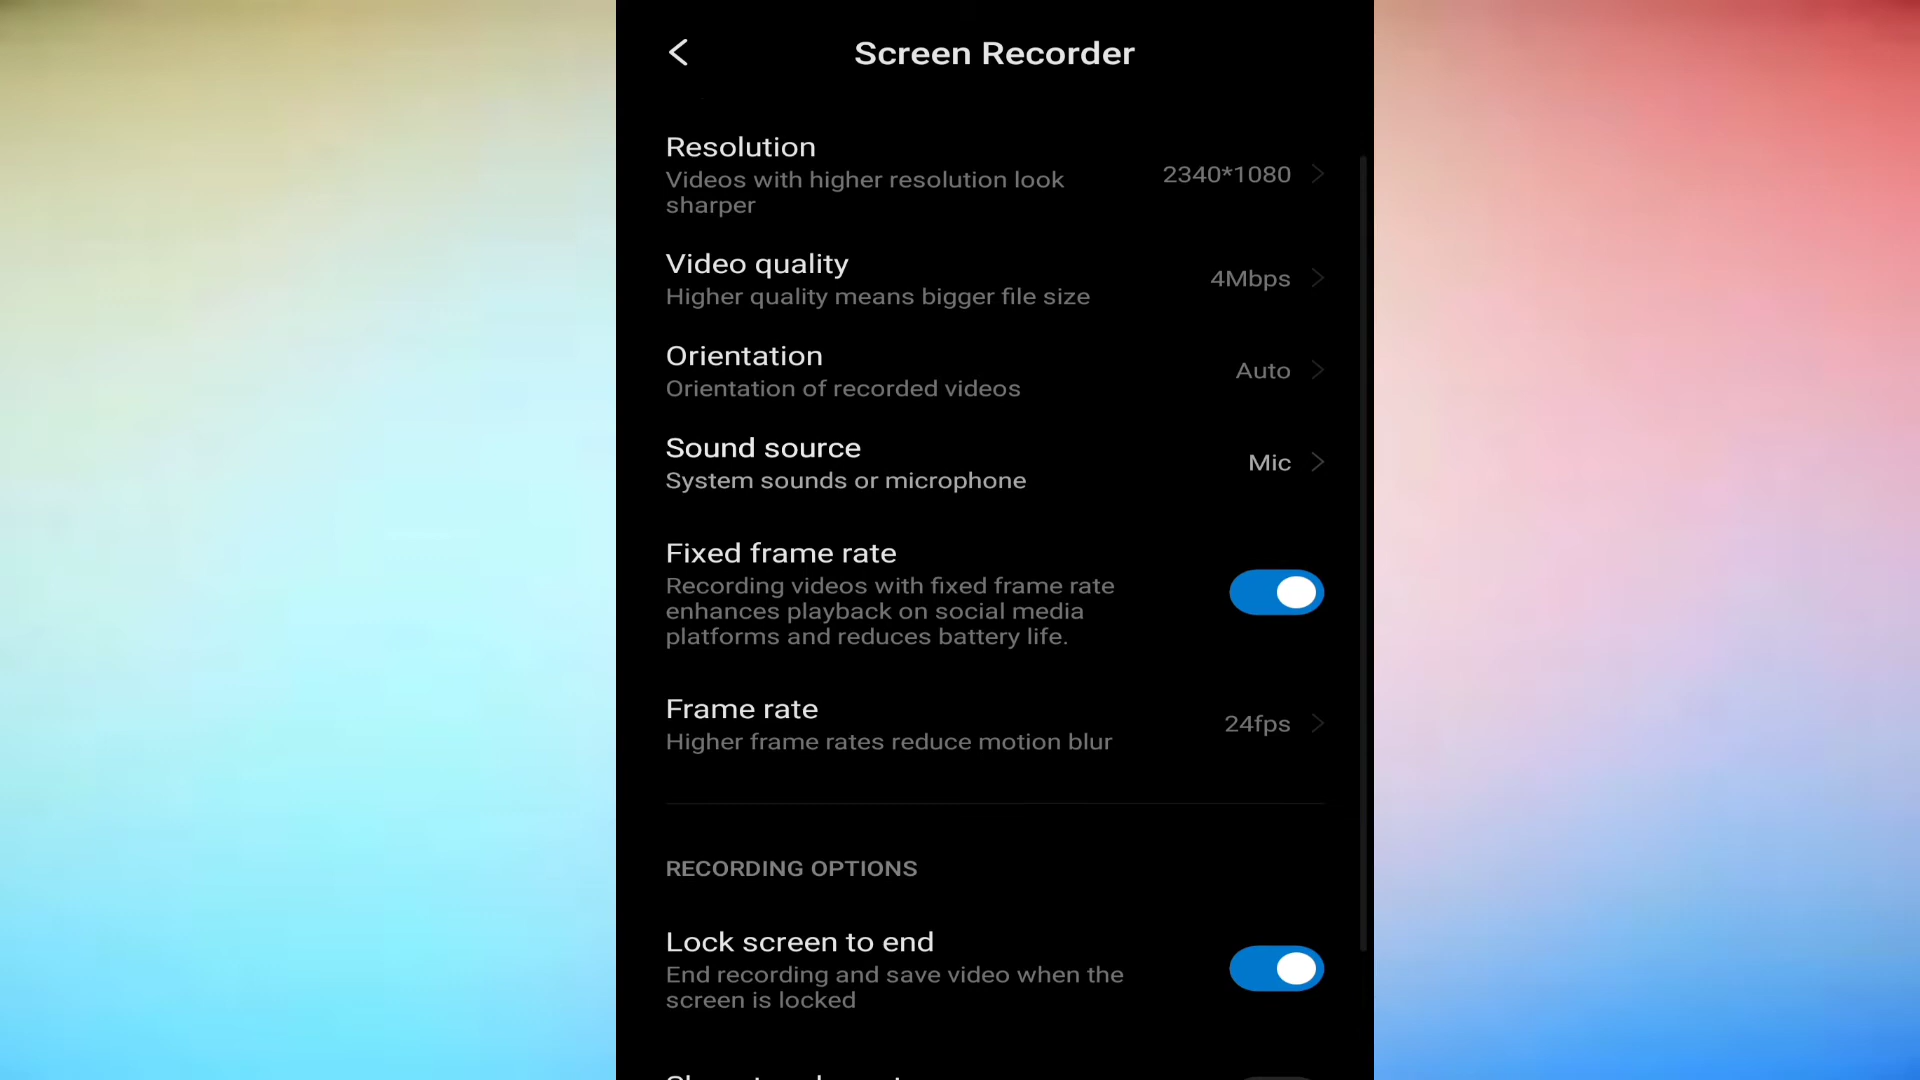 Screen Recorder
Resolution
Videos with higher resolution look
sharper
2340*1080
Video quality
Higher quality means bigger file size
4Mbps
Orientation
Orientation of recorded videos
Auto
Sound source
System sounds or microphone
Mic
Fixed frame rate
Recording videos with fixed frame rate
enhances playback on social media
platforms and reduces battery life.
Frame rate
Higher frame rates reduce motion blur
24fps
RECORDING OPTIONS
Lock screen to end
End recording and save video when the
screen is locked